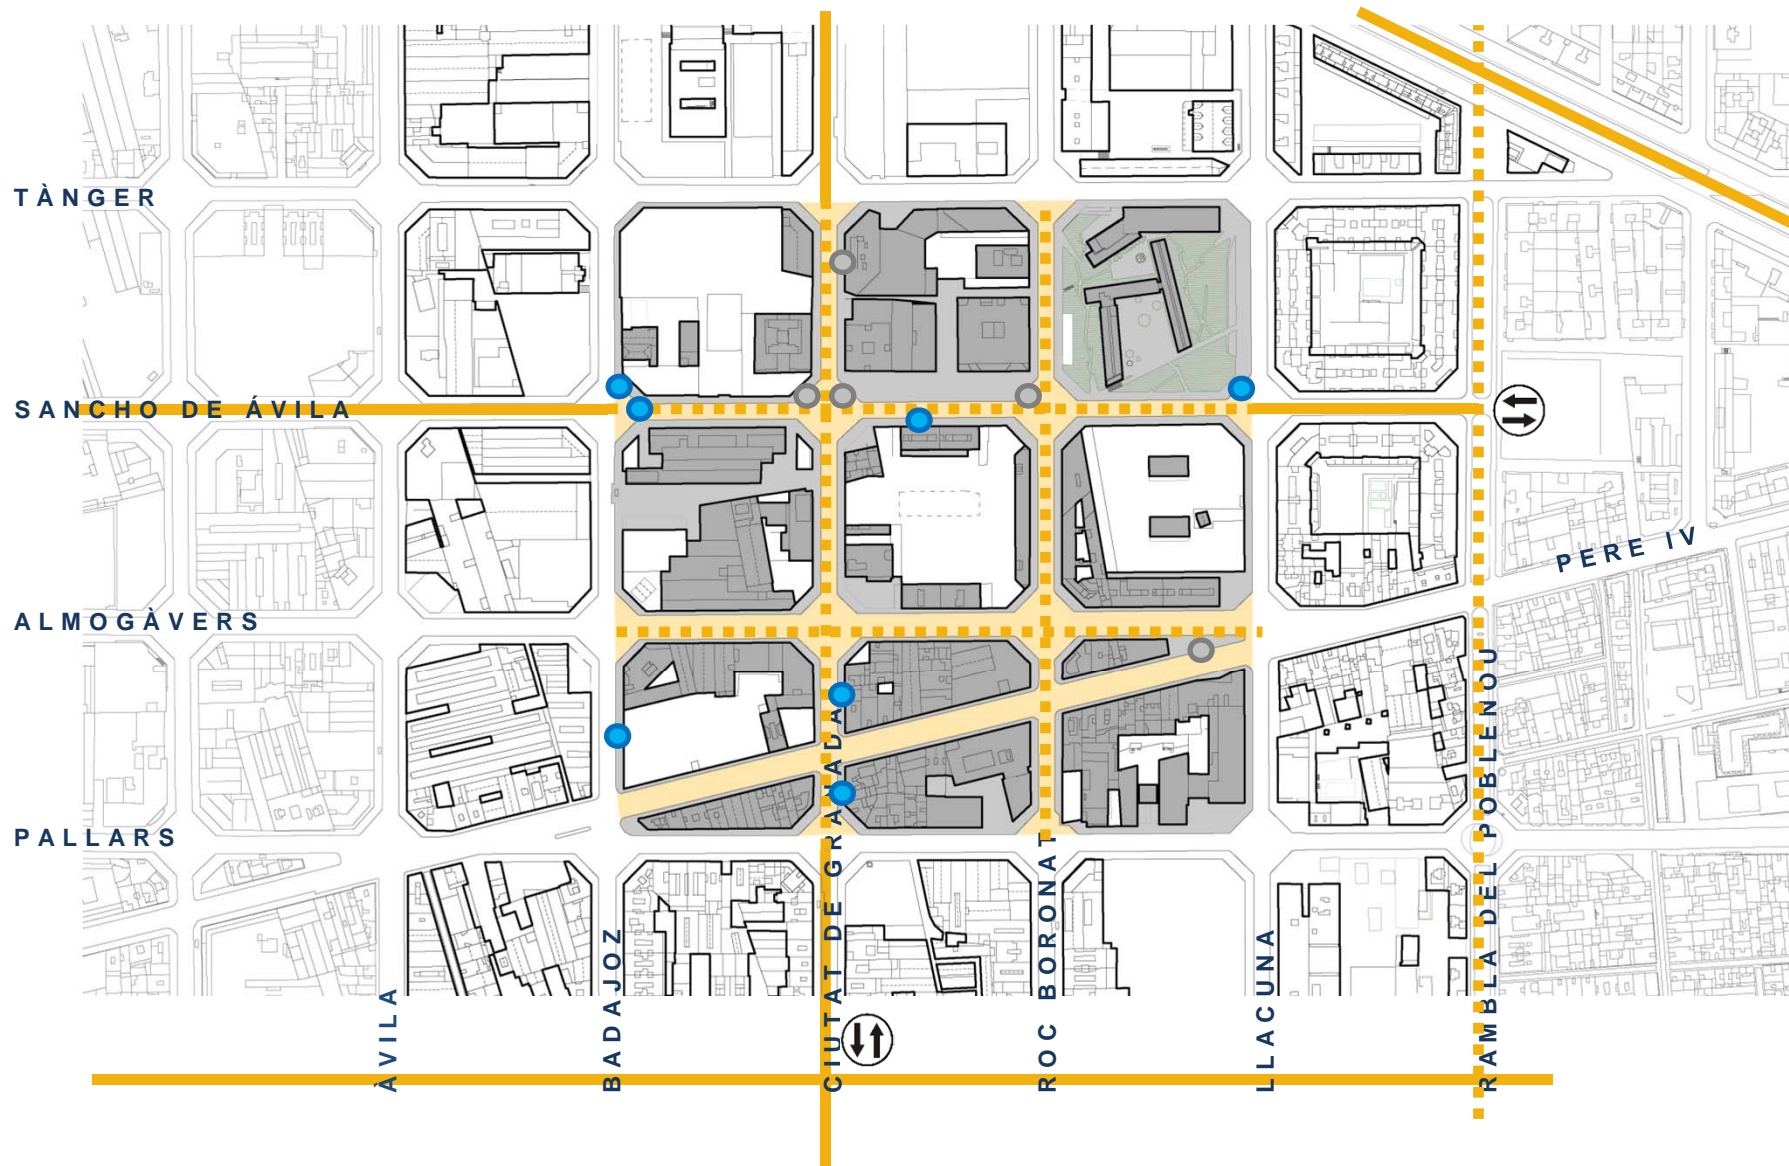 TÀNGER
SANCHO DE ÁVILA
ALMOGÀVERS
PERE IV
PALLARS
ÀVILA
BADAJOZ
CIUTAT DE GRANADA
ROC BORONAT
LLACUNA
RAMBLA DEL POBLENOU